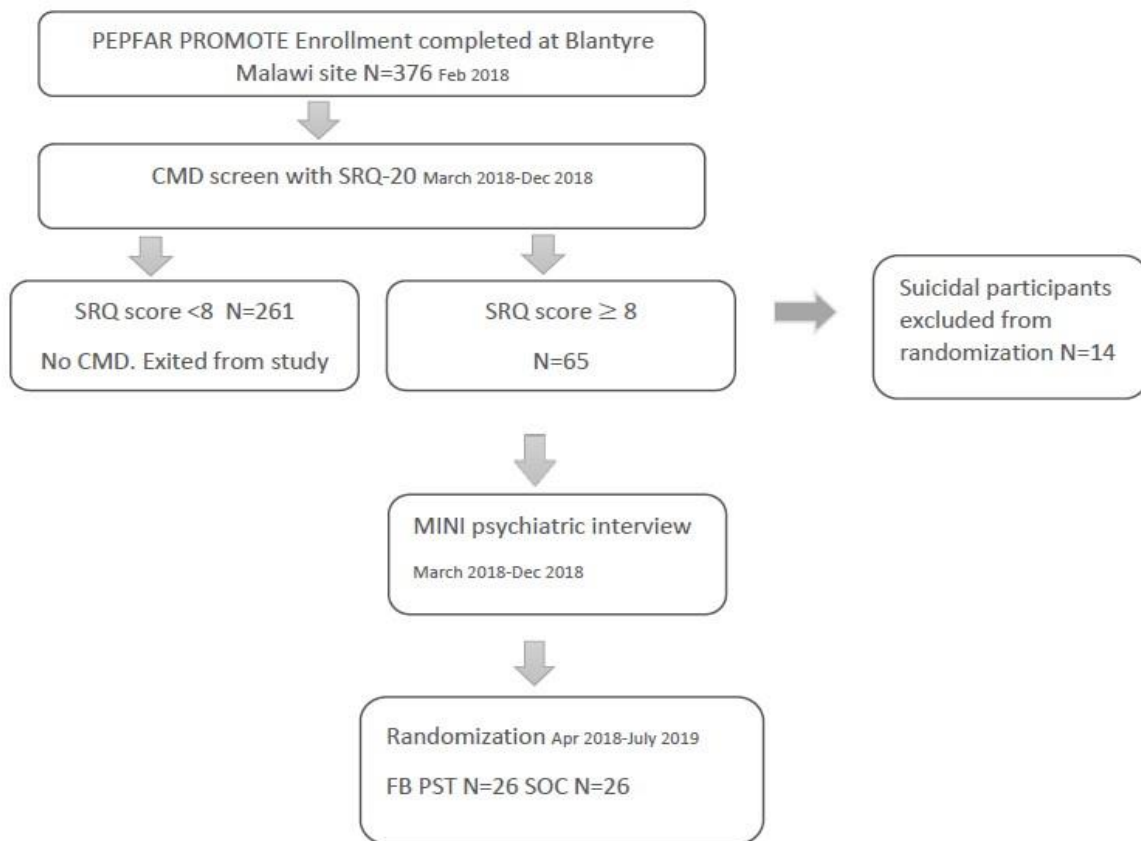 PEPFAR PROMOTE Enrollment completed at Blantyre
Malawi site N=376 Feb 2018
CMD screen with SRQ-20 March 2018-Dec 2018
SRQ score <8 N=261
No CMD. Exited from study
SRQ score ≥ 8
N=65
Suicidal participants
excluded from
randomization N=14
MINI psychiatric interview
March 2018-Dec 2018
Randomization Apr 2018-July 2019
FB PST N=26 SOC N=26